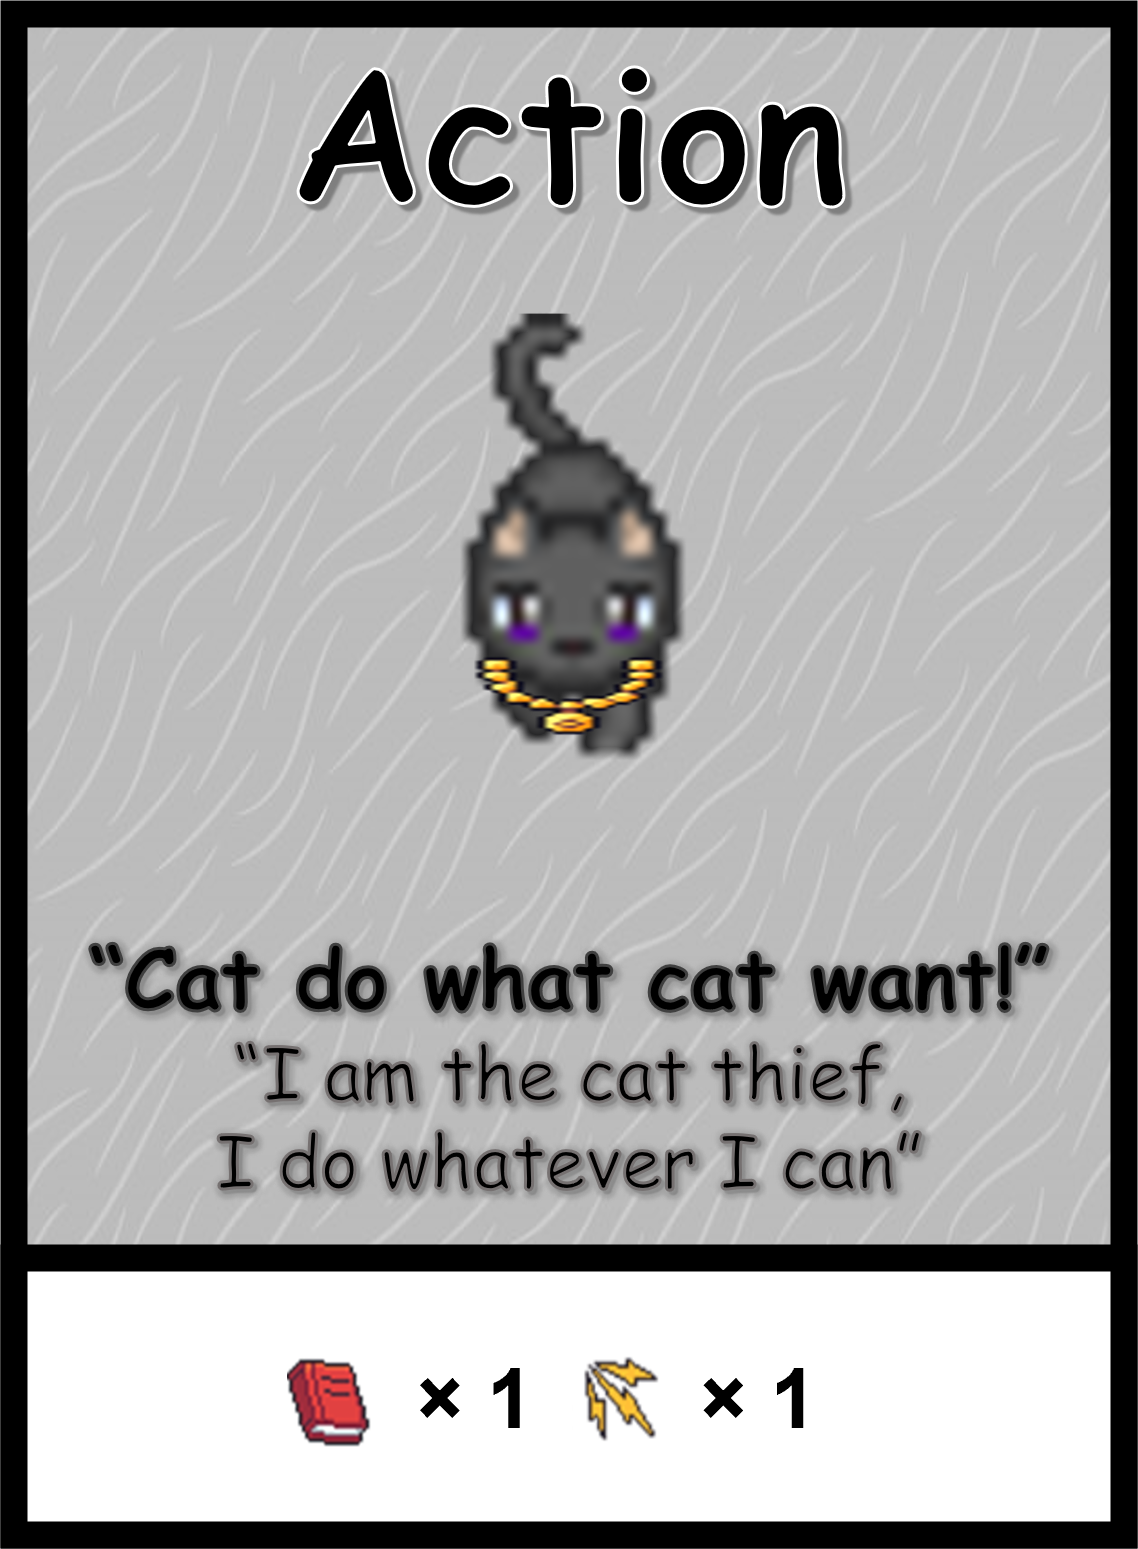 Action
“Cat do what cat want!”
“I am the cat thief,
I do whatever I can”
× 1 × 1